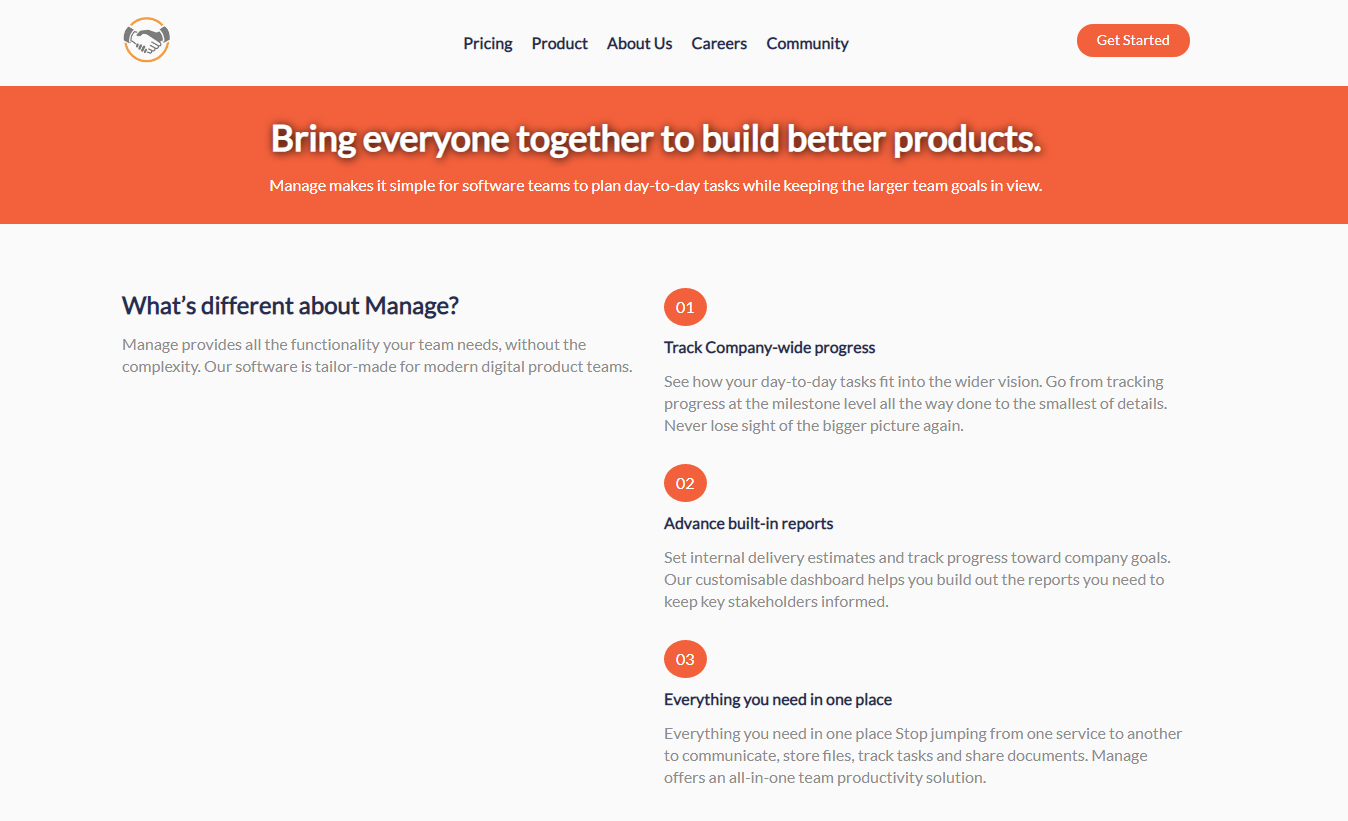 Pricing Product About Us Careers Community
Get Started
Bring everyone together to build better products.
Manage makes it simple for software teams to plan day-to-day tasks while keeping the larger team goals in view.
What’s different about Manage?
Manage provides all the functionality your team needs, without the
complexity. Our software is tailor-made for modern digital product teams.
01
Track Company-wide progress
See how your day-to-day tasks fit into the wider vision. Go from tracking
progress at the milestone level all the way done to the smallest of details.
Never lose sight of the bigger picture again.
02
Advance built-in reports
Set internal delivery estimates and track progress toward company goals.
Our customisable dashboard helps you build out the reports you need to
keep key stakeholders informed.
03
Everything you need in one place
Everything you need in one place Stop jumping from one service to another
to communicate, store files, track tasks and share documents. Manage
offers an all-in-one team productivity solution.